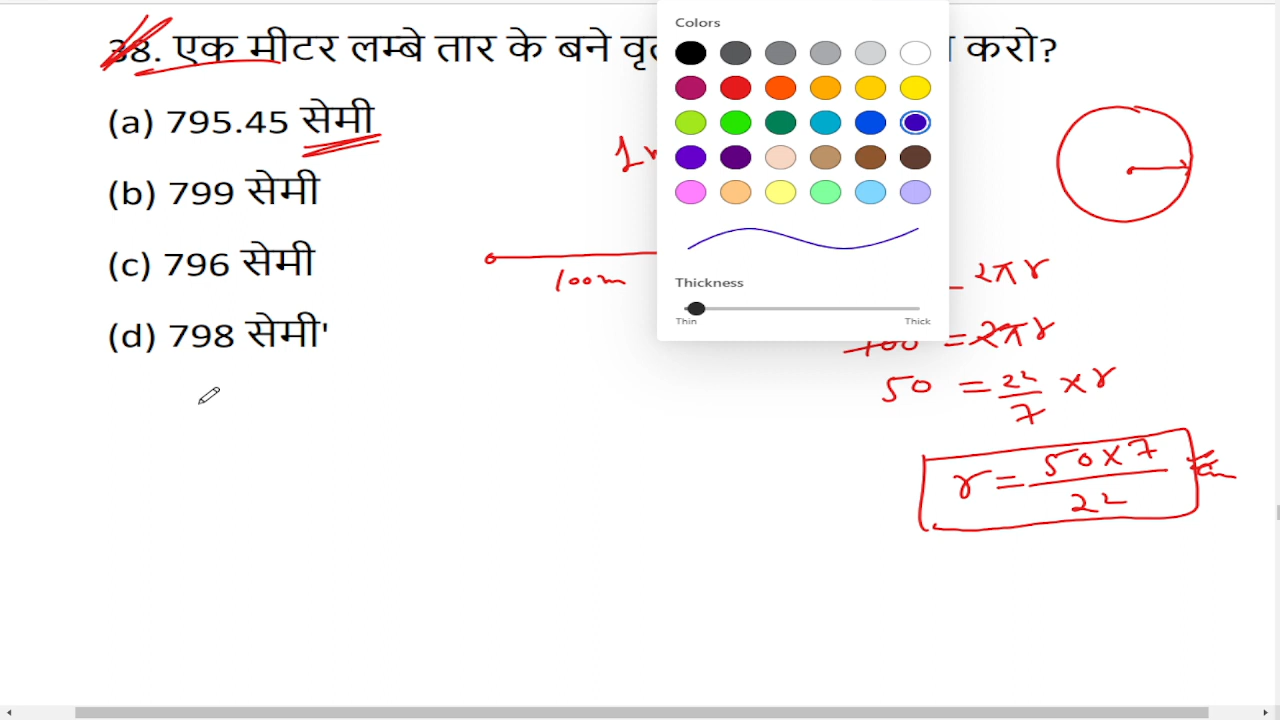 38. एक मीटर लम्बे तार के बने
करो?
(a) 795.45 सेमी
(b) 799 सेमी
(c) 796 सेमी
(d) 798 सेमी'
Colors
Thickness
Thin
Thick
1
100m
2πr
100 = 2πr
50 = 22/7 × r
r = 50×7/22